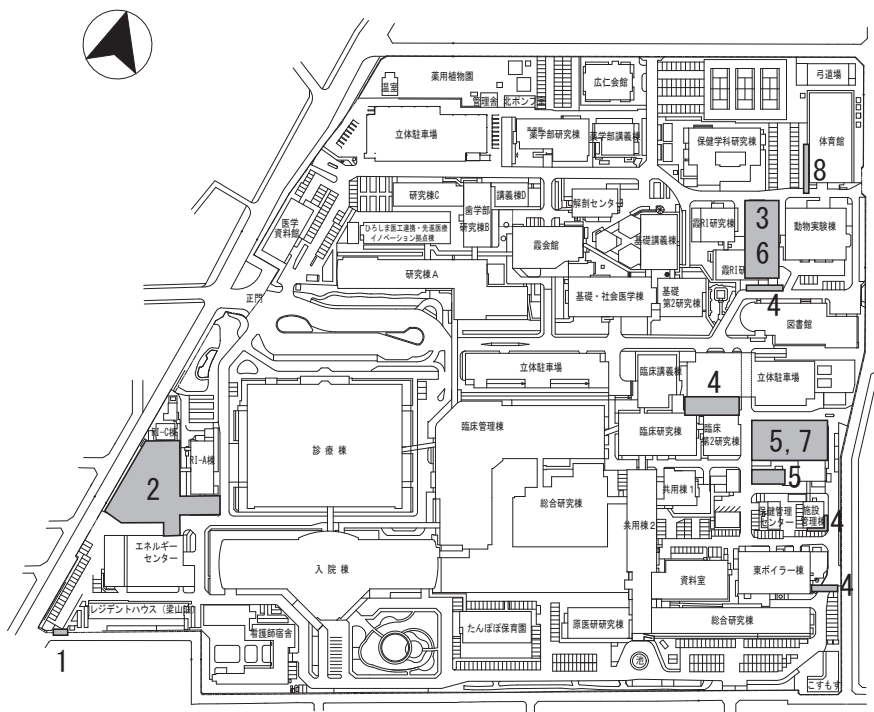 薬用植物園
温室
管理舎
北ポンプ室
広仁会館
弓道場
立体駐車場
薬学部研究棟
薬学部講義棟
保健学科研究棟
体育館
8
研究棟C
歯学部
研究棟B
講義棟D
解剖センター
医学
資料館
ひろしま医工連携・先進医療
イノベーション拠点棟
霞会館
基礎講義棟
霞RI研究棟
3
6
動物実験棟
研究棟A
霞RI研
4
正門
基礎・社会医学棟
基礎
第2研究棟
図書館
立体駐車場
臨床講義棟
4
立体駐車場
RI-C棟
RI-A棟
2
診療棟
臨床管理棟
臨床研究棟
臨床
第2研究棟
5, 7
5
総合研究棟
共用棟1
共用棟2
保健管理
センター
施設
管理棟
4
エネルギー
センター
入院棟
資料室
東ボイラー棟
4
レジデントハウス
看護師宿舎
たんぽぽ保育園
原医研研究棟
総合研究棟
1
池
こすもす